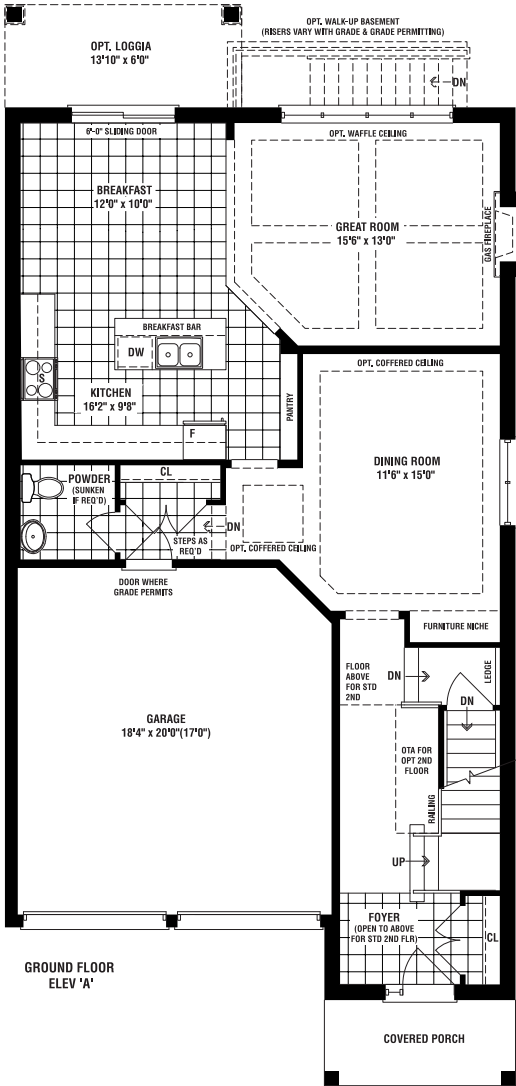 OPT. WALK-UP BASEMENT
(RISERS VARY WITH GRADE & GRADE PERMITTING)
OPT. LOGGIA
13'10" x 6'0"
DN
6'-0" SLIDING DOOR
OPT. WAFFLE CEILING
BREAKFAST
12'0" x 10'0"
GREAT ROOM
15'6" x 13'0"
GAS FIREPLACE
BREAKFAST BAR
DW
S
KITCHEN
16'2" x 9'8"
F
PANTRY
OPT. COFFERED CEILING
DINING ROOM
11'6" x 15'0"
CL
POWDER
(SUNKEN
IF REQ'D)
DN
STEPS AS
REQ'D
OPT. COFFERED CEILING
DOOR WHERE
GRADE PERMITS
FURNITURE NICHE
FLOOR
ABOVE
FOR STD
2ND
DN
LEDGE
DN
GARAGE
18'4" x 20'0"(17'0")
OTA FOR
OPT 2ND
FLOOR
RAILING
UP
FOYER
(OPEN TO ABOVE
FOR STD 2ND FLR)
CL
GROUND FLOOR
ELEV 'A'
COVERED PORCH